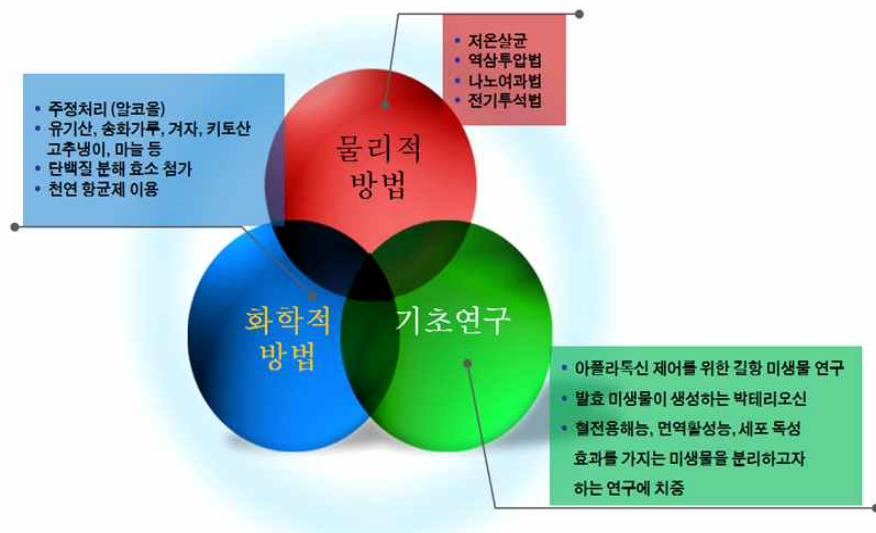 • 저온살균
• 역삼투압법
• 나노여과법
• 전기투석법
• 주정처리 (알코올)
• 유기산, 송화가루, 겨자, 키토산
고추냉이, 마늘 등
• 단백질 분해 효소 첨가
• 천연 항균제 이용
물리적
방법
화학적
방법
기초연구
• 아플라톡신 제어를 위한 길항 미생물 연구
• 발효 미생물이 생성하는 박테리오신
• 혈전용해능, 면역활성능, 세포 독성
효과를 가지는 미생물을 분리하고자
하는 연구에 치중